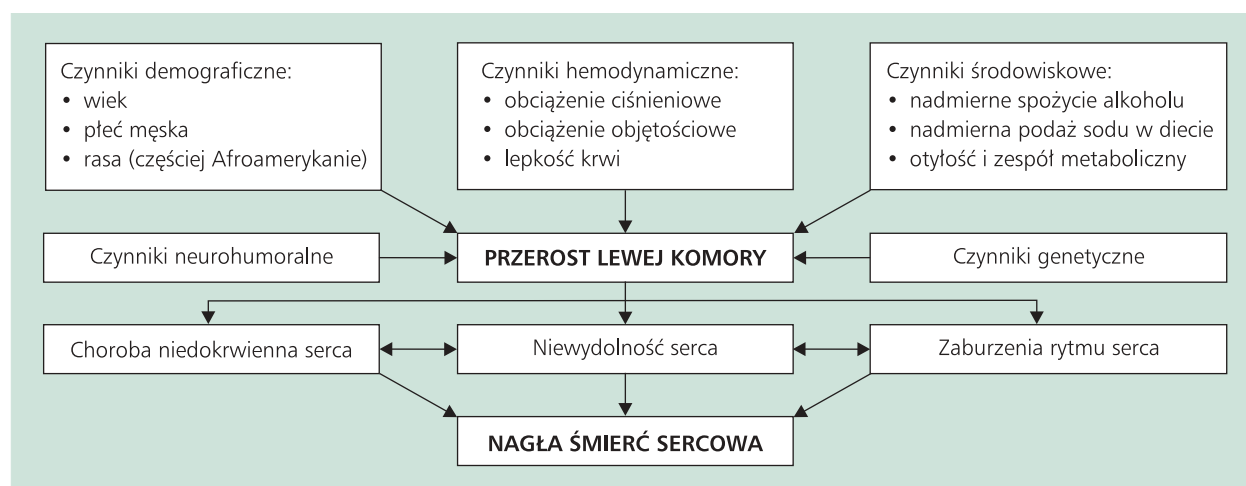 Czynniki demograficzne:
• wiek
• płeć męska
• rasa (częściej Afroamerykanie)
Czynniki hemodynamiczne:
• obciążenie ciśnieniowe
• obciążenie objętościowe
• lepkość krwi
Czynniki środowiskowe:
• nadmierne spożycie alkoholu
• nadmierna podaż sodu w diecie
• otyłość i zespół metaboliczny
Czynniki neurohumoralne
PRZEROST LEWEJ KOMORY
Czynniki genetyczne
Choroba niedokrwienna serca
Niewydolność serca
Zaburzenia rytmu serca
NAGŁA ŚMIERĆ SERCOWA